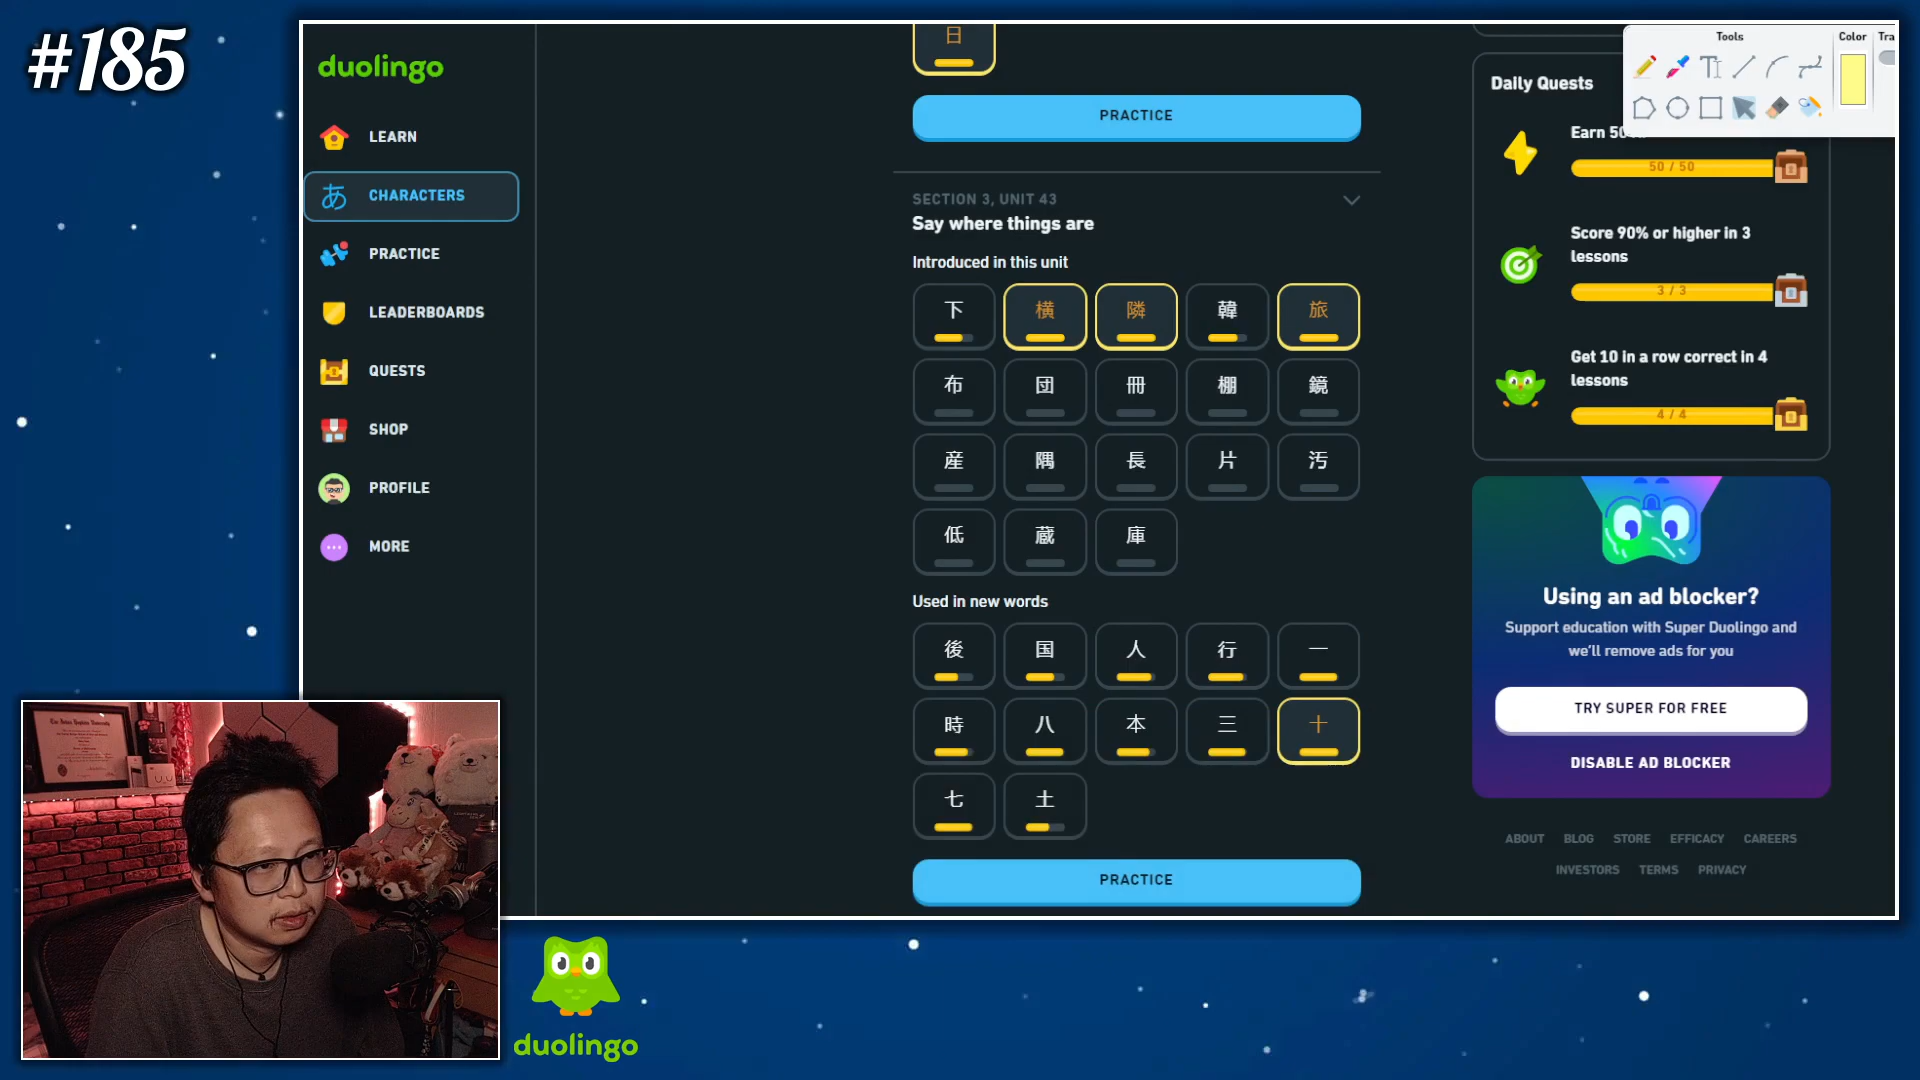 #185
duolingo
LEARN
CHARACTERS
PRACTICE
LEADERBOARDS
QUESTS
SHOP
PROFILE
MORE
日
PRACTICE
SECTION 3, UNIT 43
Say where things are
Introduced in this unit
下 横 隣 韓 旅
布 団 冊 棚 鏡
産 隅 長 片 汚
低 蔵 庫
Used in new words
後 国 人 行 一
時 八 本 三 十
七 土
PRACTICE
Tools
Color
Tra
Daily Quests
Earn 50
50 / 50
Score 90% or higher in 3
lessons
3 / 3
Get 10 in a row correct in 4
lessons
4 / 4
Using an ad blocker?
Support education with Super Duolingo and
we'll remove ads for you
TRY SUPER FOR FREE
DISABLE AD BLOCKER
ABOUT BLOG STORE EFFICACY CAREERS
INVESTORS TERMS PRIVACY
duolingo